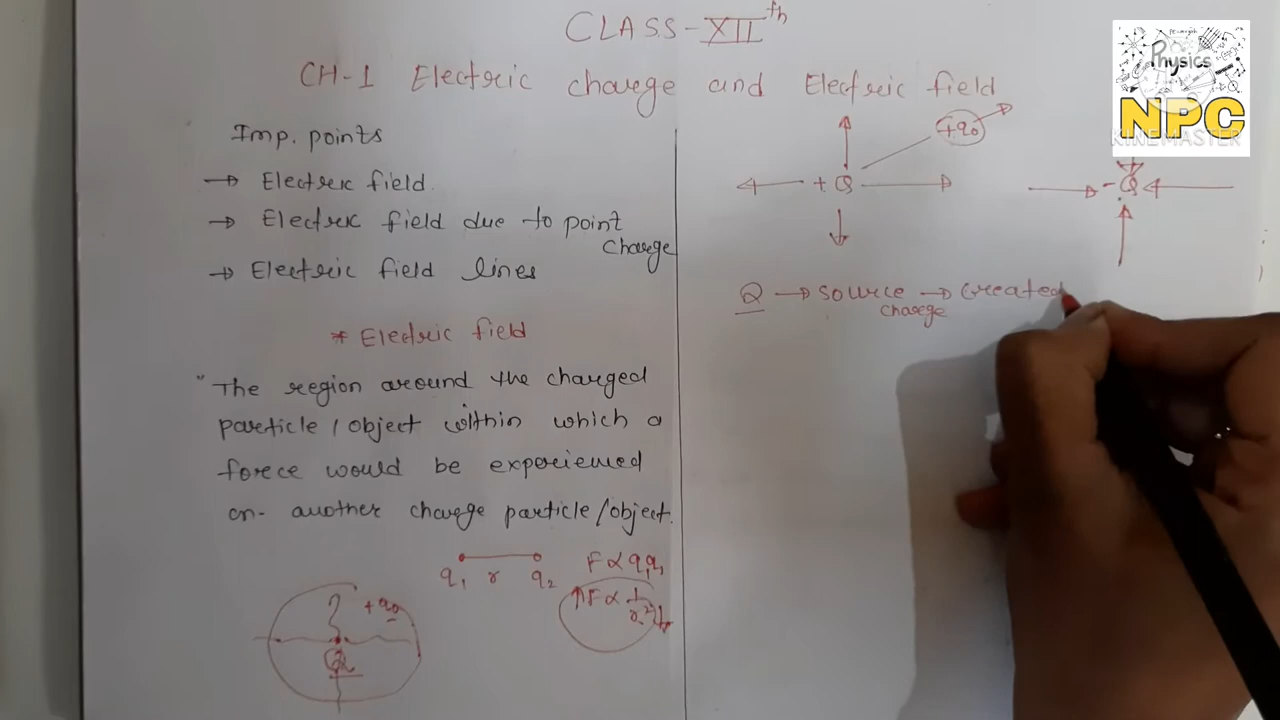 CLASS-XIIth
CH-1 Electric charge and Electric field
Imp. points
→ Electric field.
→ Electric field due to point
charge
→ Electric field lines
* Electric field
"The region around the charged
particle/object within which a
force would be experienced
on- another charge particle/object.
q1 r q2
F∝q1q2
↑F∝1/r²↓
+q0
Q
+q0
+Q
-Q
Q → source → created
charge
Physics
NPC
KINEMASTER